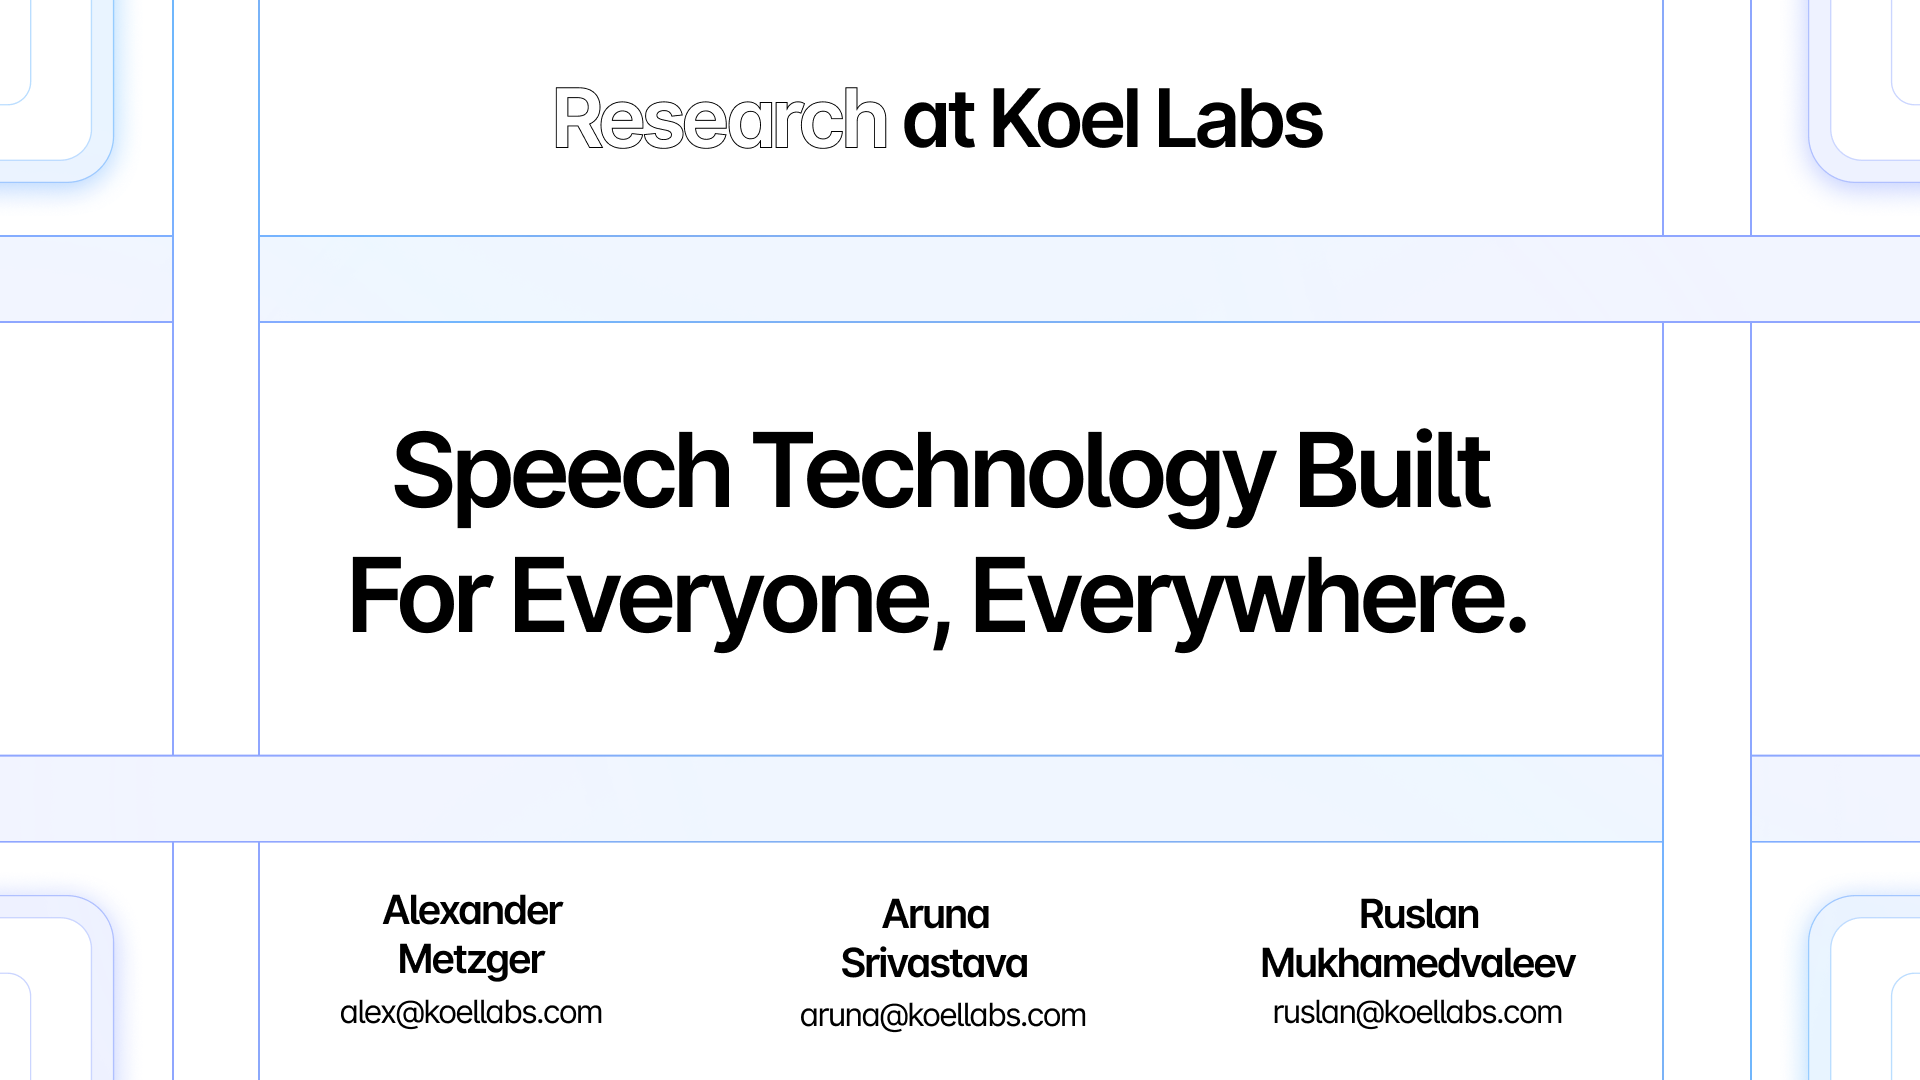 Research at Koel Labs
Speech Technology Built
For Everyone, Everywhere.
Alexander
Metzger
alex@koellabs.com
Aruna
Srivastava
aruna@koellabs.com
Ruslan
Mukhamedvaleev
ruslan@koellabs.com